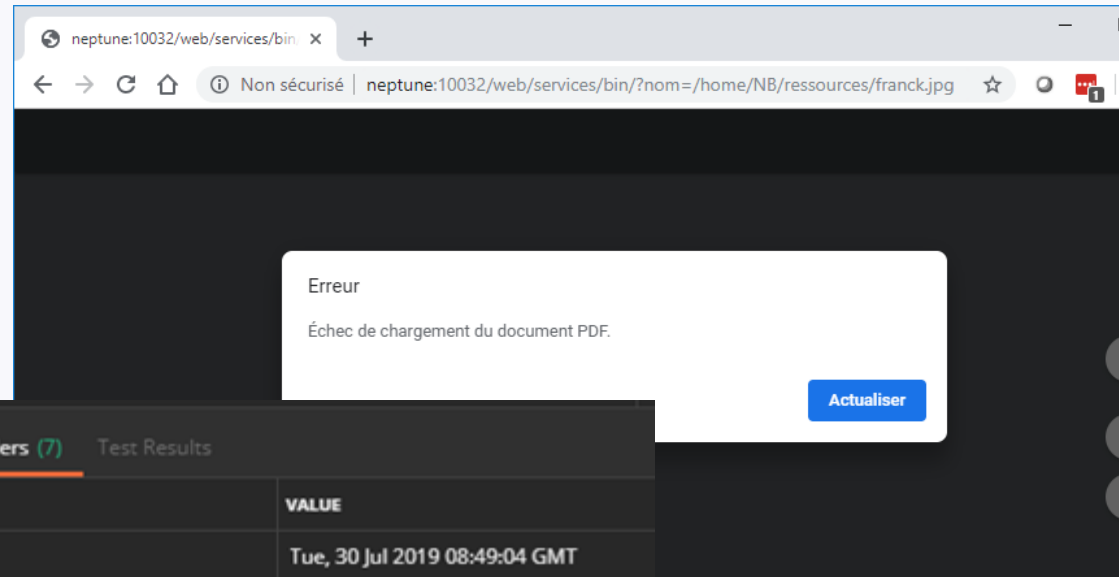 neptune:10032/web/services/bin/
Non sécurisé | neptune:10032/web/services/bin/?nom=/home/NB/ressources/franck.jpg
1
Erreur
Échec de chargement du document PDF.
Actualiser
ers (7) Test Results
VALUE
Tue, 30 Jul 2019 08:49:04 GMT